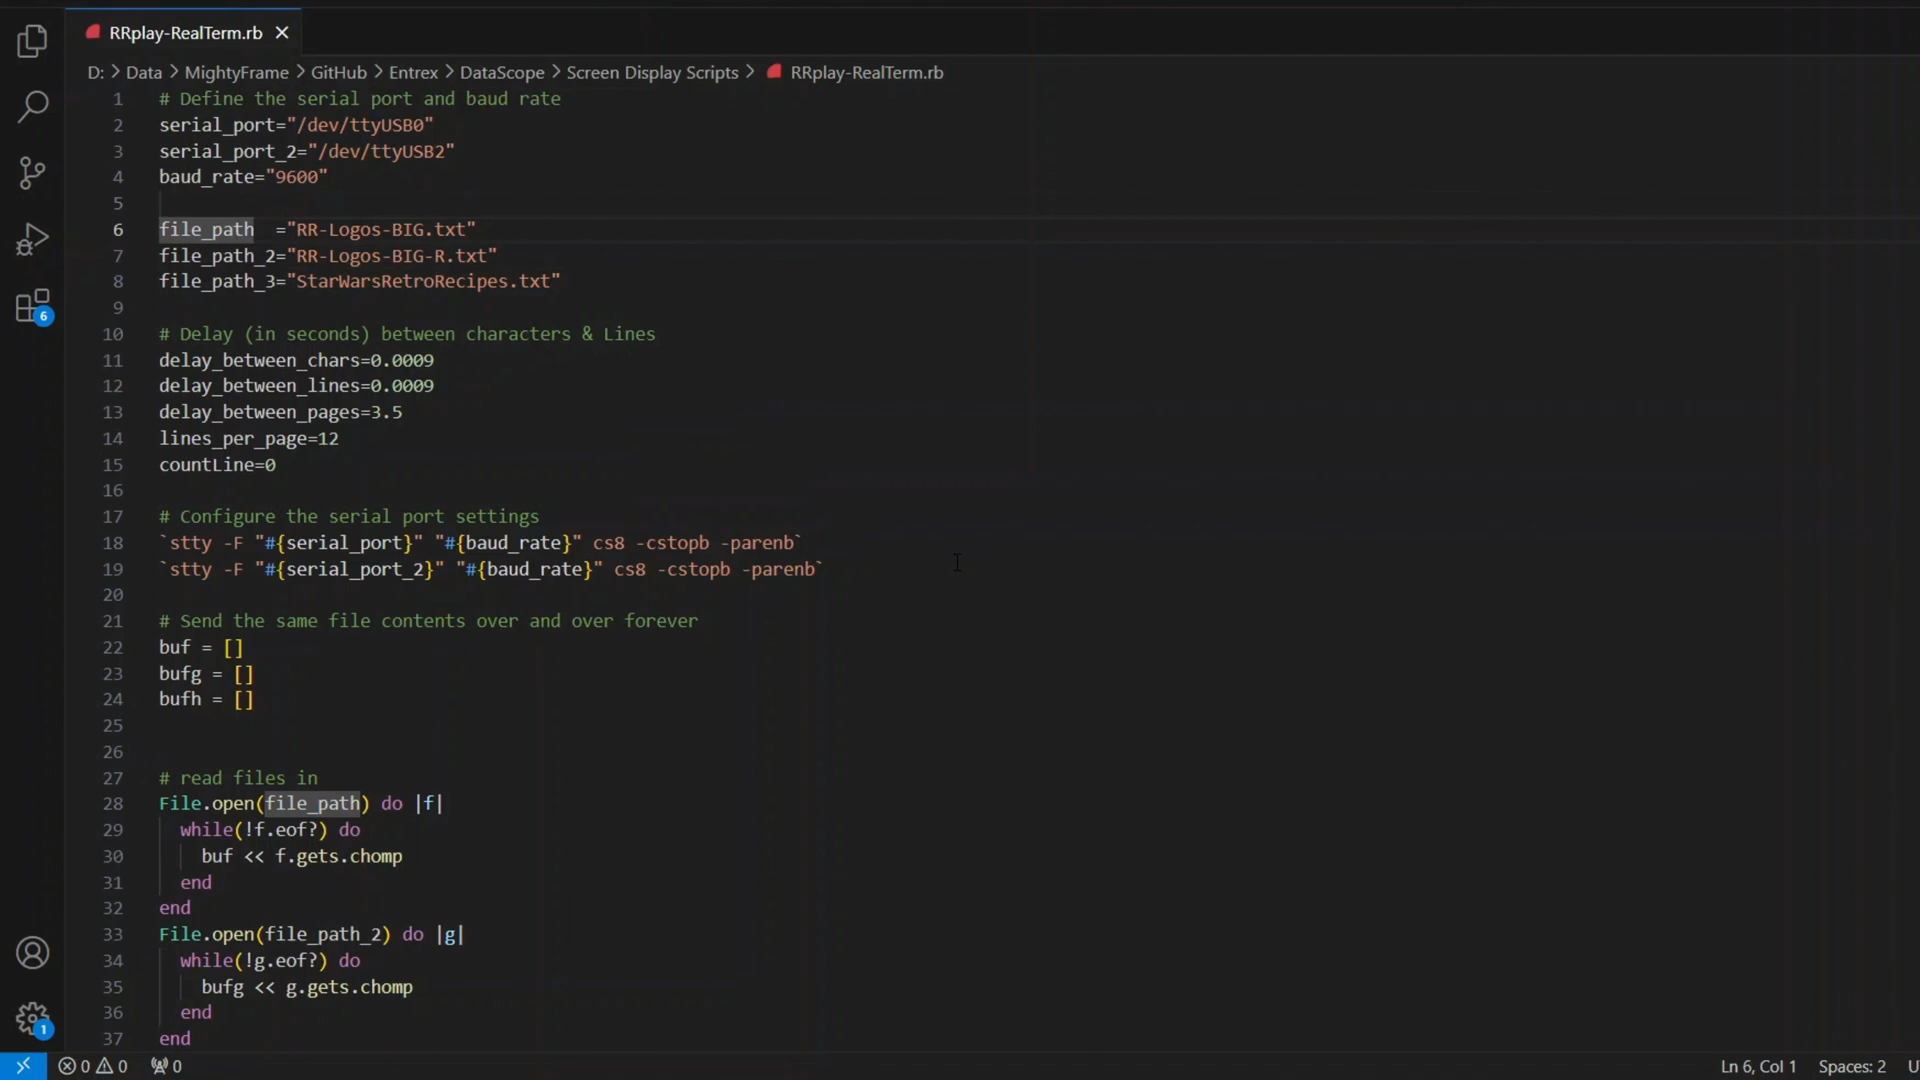 RRplay-RealTerm.rb
D: > Data > MightyFrame > GitHub > Entrex > DataScope > Screen Display Scripts > RRplay-RealTerm.rb
1 # Define the serial port and baud rate
2 serial_port="/dev/ttyUSB0"
3 serial_port_2="/dev/ttyUSB2"
4 baud_rate="9600"
5
6 file_path  ="RR-Logos-BIG.txt"
7 file_path_2="RR-Logos-BIG-R.txt"
8 file_path_3="StarWarsRetroRecipes.txt"
9
10 # Delay (in seconds) between characters & Lines
11 delay_between_chars=0.0009
12 delay_between_lines=0.0009
13 delay_between_pages=3.5
14 lines_per_page=12
15 countLine=0
16
17 # Configure the serial port settings
18 `stty -F "#{serial_port}" "#{baud_rate}" cs8 -cstopb -parenb`
19 `stty -F "#{serial_port_2}" "#{baud_rate}" cs8 -cstopb -parenb`
20
21 # Send the same file contents over and over forever
22 buf = []
23 bufg = []
24 bufh = []
25
26
27 # read files in
28 File.open(file_path) do |f|
29   while(!f.eof?) do
30     buf << f.gets.chomp
31   end
32 end
33 File.open(file_path_2) do |g|
34   while(!g.eof?) do
35     bufg << g.gets.chomp
36   end
37 end
6
1
0 0 0 Ln 6, Col 1 Spaces: 2